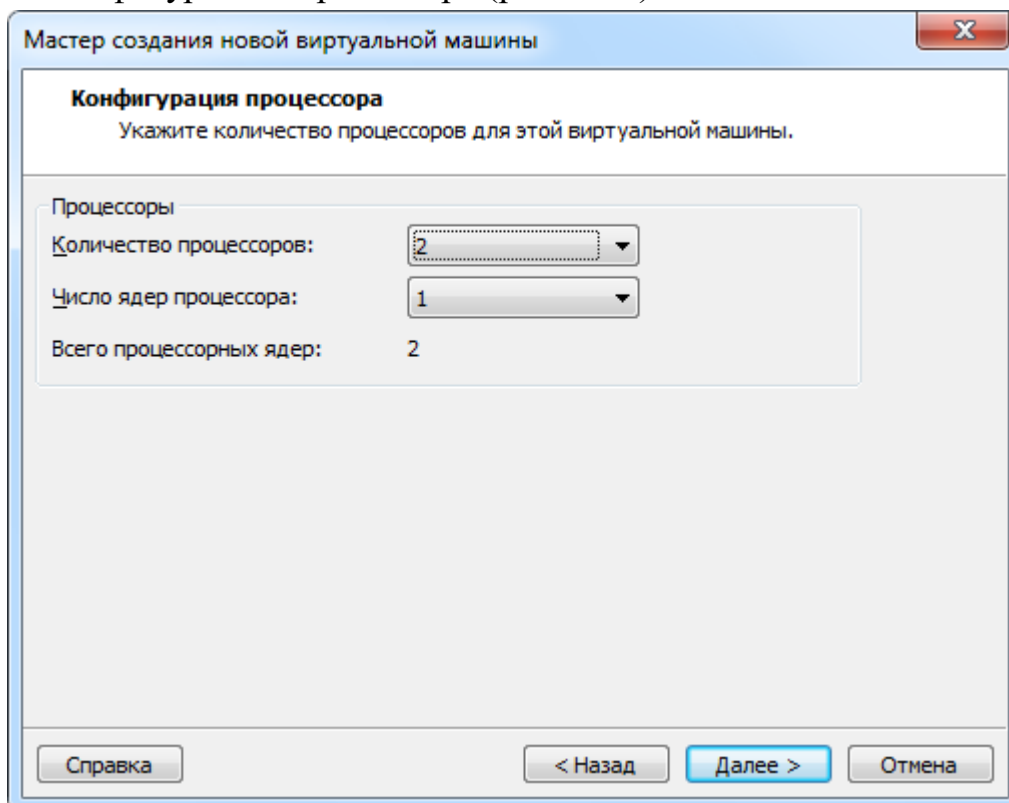 Мастер создания новой виртуальной машины
Конфигурация процессора
Укажите количество процессоров для этой виртуальной машины.
Процессоры
Количество процессоров: 2
Число ядер процессора: 1
Всего процессорных ядер: 2
Справка < Назад Далее > Отмена